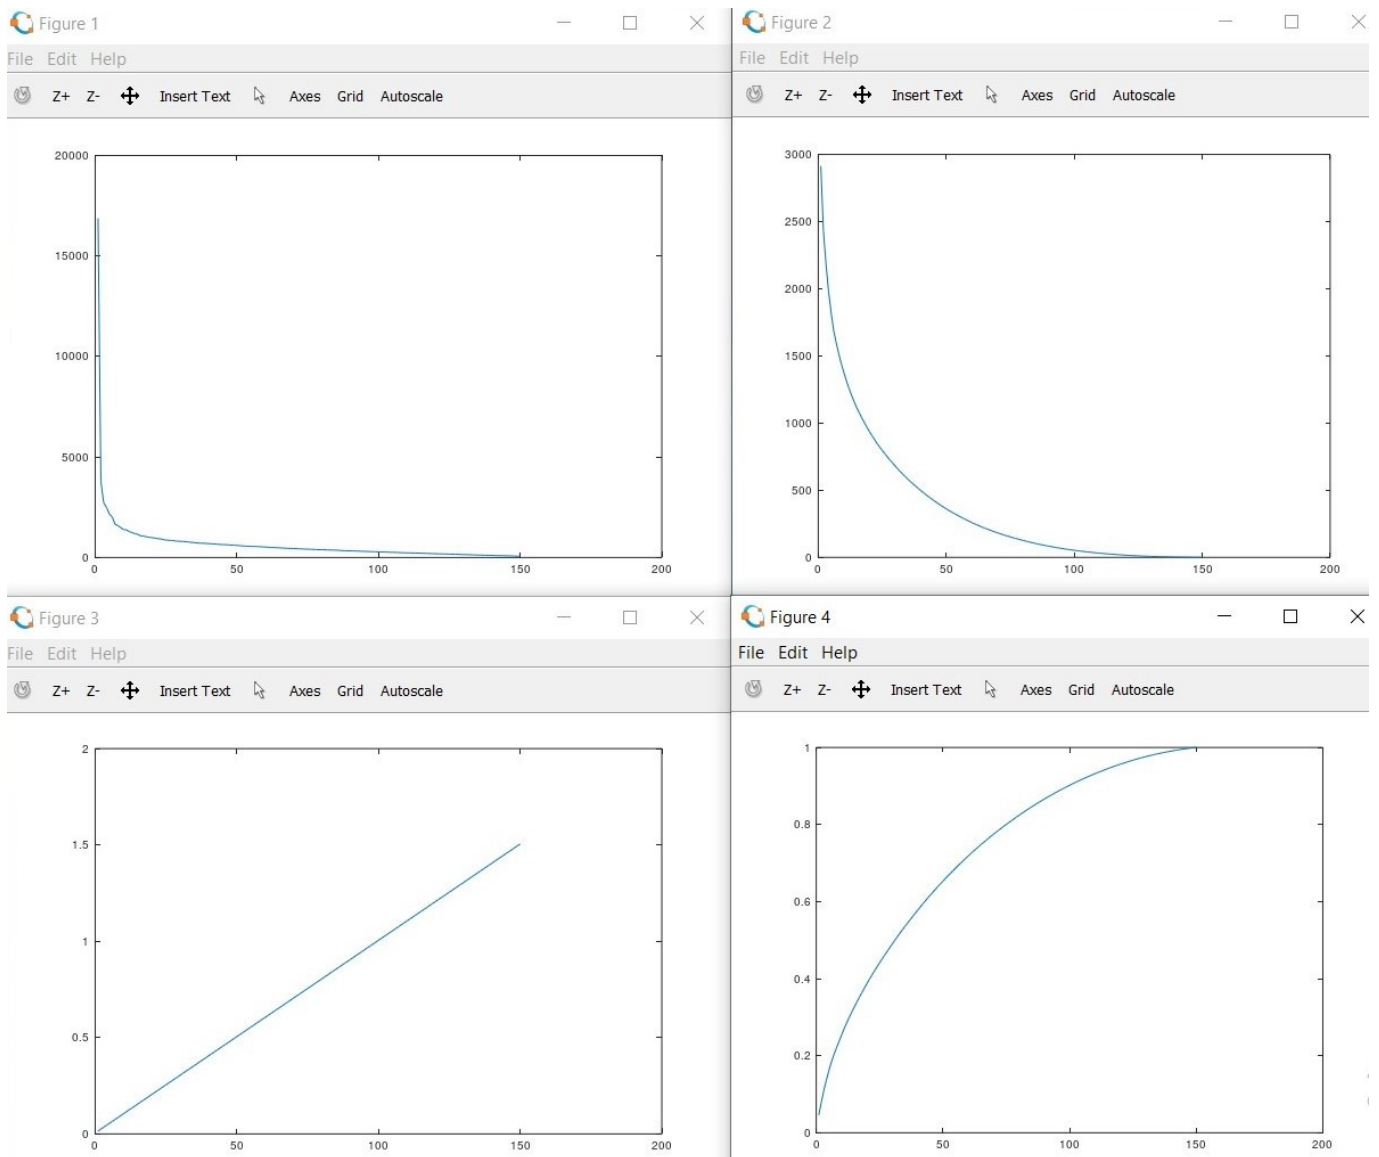 Figure 1
File Edit Help
Z+ Z- Insert Text Axes Grid Autoscale
20000
15000
10000
5000
0
0 50 100 150 200
Figure 2
File Edit Help
Z+ Z- Insert Text Axes Grid Autoscale
3000
2500
2000
1500
1000
500
0
0 50 100 150 200
Figure 3
File Edit Help
Z+ Z- Insert Text Axes Grid Autoscale
2
1.5
1
0.5
0
0 50 100 150 200
Figure 4
File Edit Help
Z+ Z- Insert Text Axes Grid Autoscale
1
0.8
0.6
0.4
0.2
0
0 50 100 150 200